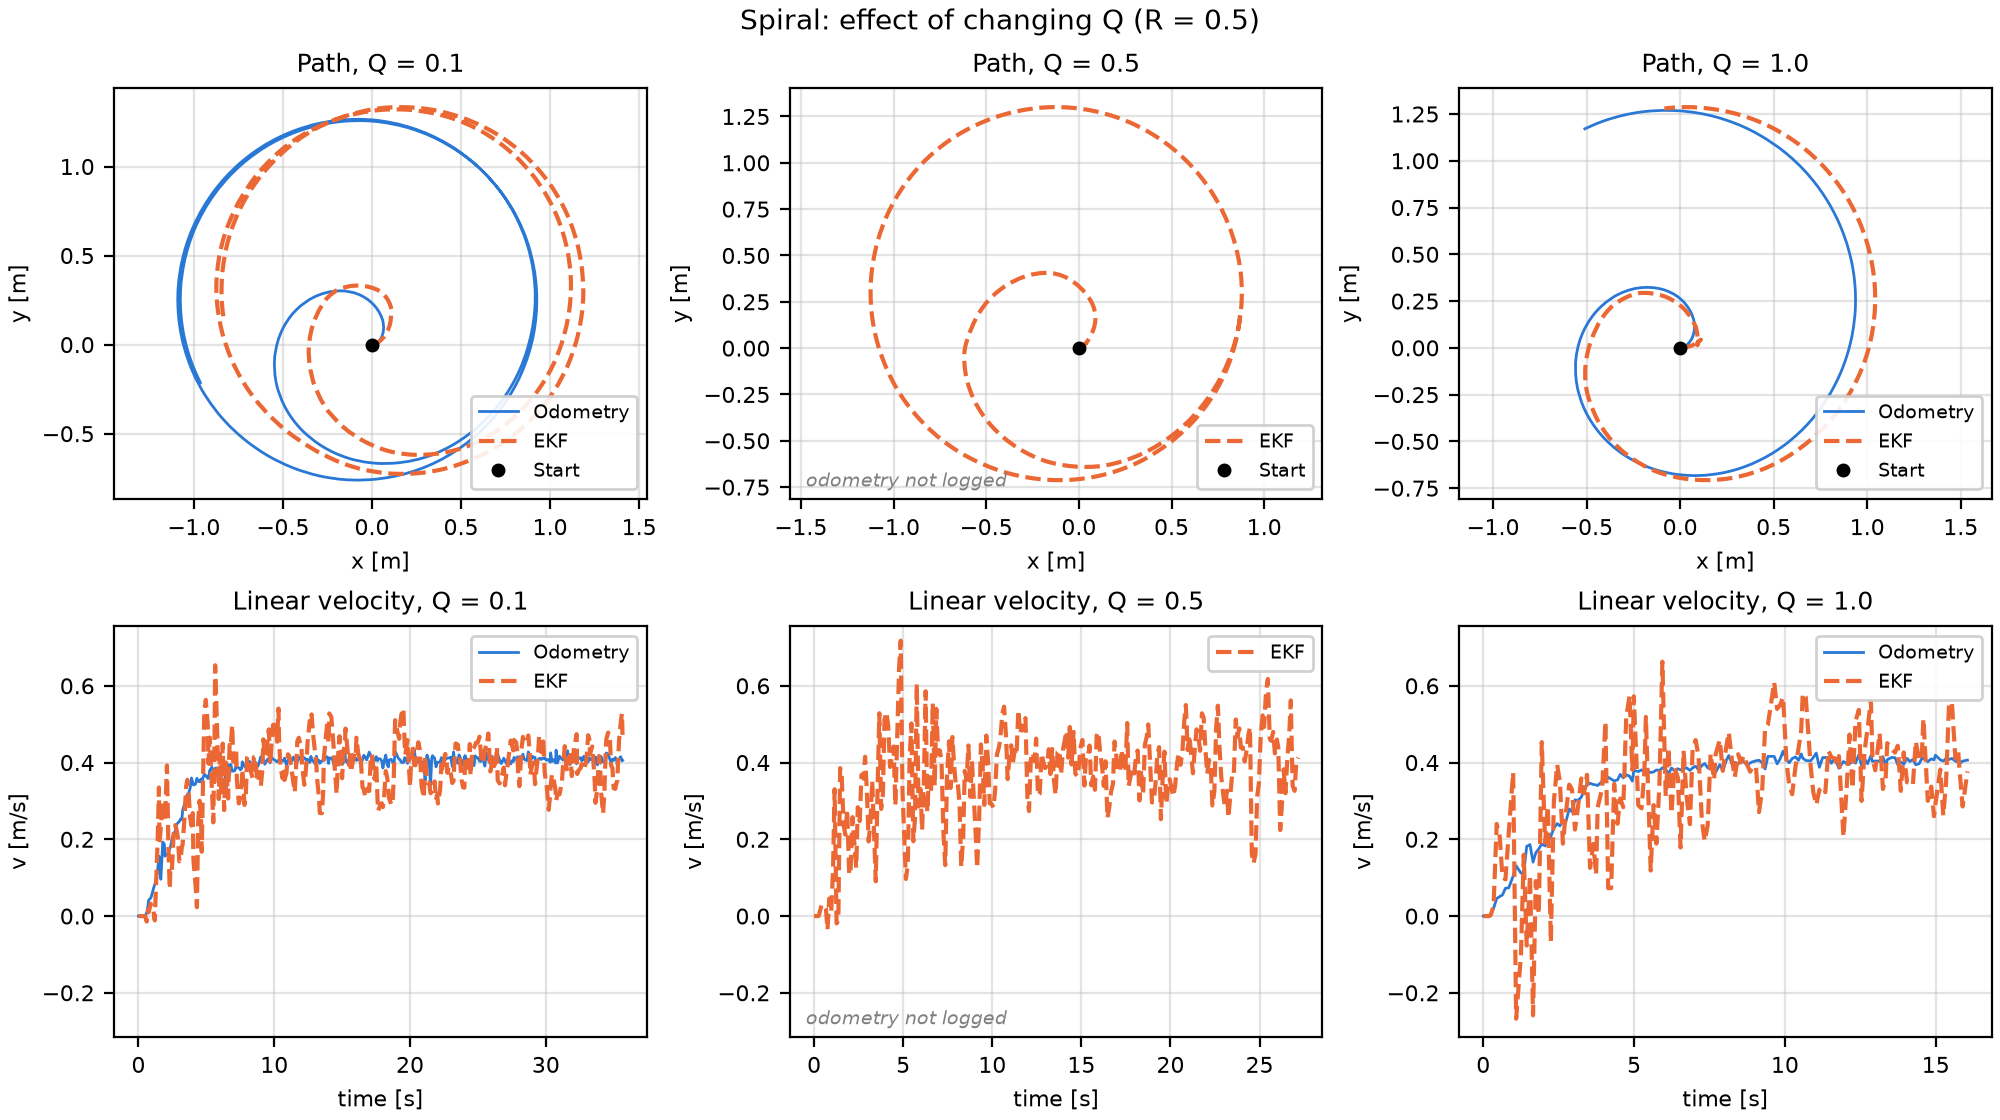 Spiral: effect of changing Q (R = 0.5)
Path, Q = 0.1
y [m]
1.0
0.5
0.0
−0.5
−1.0 −0.5 0.0 0.5 1.0 1.5
x [m]
Odometry
EKF
Start
Path, Q = 0.5
y [m]
1.25
1.00
0.75
0.50
0.25
0.00
−0.25
−0.50
−0.75
−1.5 −1.0 −0.5 0.0 0.5 1.0
x [m]
odometry not logged
EKF
Start
Path, Q = 1.0
y [m]
1.25
1.00
0.75
0.50
0.25
0.00
−0.25
−0.50
−0.75
−1.0 −0.5 0.0 0.5 1.0 1.5
x [m]
Odometry
EKF
Start
Linear velocity, Q = 0.1
v [m/s]
0.6
0.4
0.2
0.0
−0.2
0 10 20 30
time [s]
Odometry
EKF
Linear velocity, Q = 0.5
v [m/s]
0.6
0.4
0.2
0.0
−0.2
0 5 10 15 20 25
time [s]
odometry not logged
EKF
Linear velocity, Q = 1.0
v [m/s]
0.6
0.4
0.2
0.0
−0.2
0 5 10 15
time [s]
Odometry
EKF